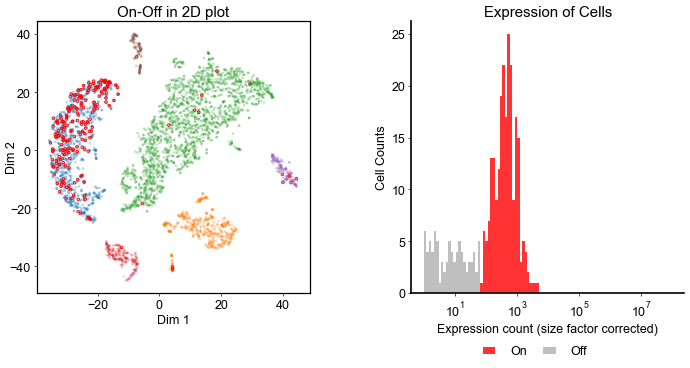 On-Off in 2D plot
40
20
0
−20
−40
Dim 2
−20
0
20
40
Dim 1
Expression of Cells
25
20
15
10
5
0
Cell Counts
10^1
10^3
10^5
10^7
Expression count (size factor corrected)
On Off